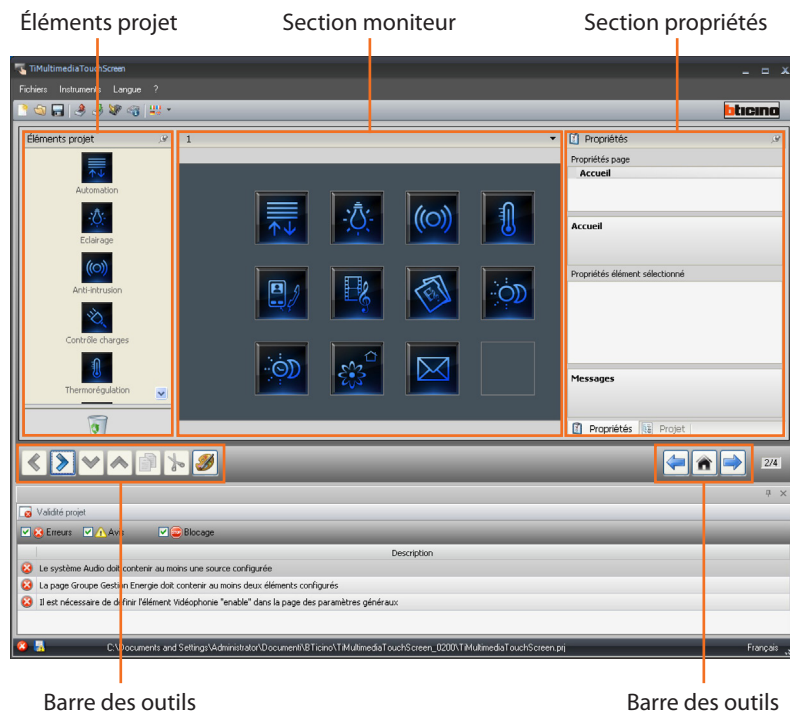 Éléments projet
Section moniteur
Section propriétés
TiMultimediaTouchScreen
Fichiers Instruments Langue ?
bticino
Éléments projet
1
Propriétés
Propriétés page
Accueil
Automation
Eclairage
Anti-intrusion
Contrôle charges
Thermorégulation
Accueil
Propriétés élément sélectionné
Messages
Propriétés Projet
2/4
Validité projet
Erreurs Avis Blocage
Description
Le système Audio doit contenir au moins une source configurée
La page Groupe Gestion Energie doit contenir au moins deux éléments configurés
Il est nécessaire de définir l'élément Vidéophonie "enable" dans la page des paramètres généraux
C:\Documents and Settings\Administrator\Documenti\BTicino\TiMultimediaTouchScreen_0200\TiMultimediaTouchScreen.prj
Français
Barre des outils
Barre des outils